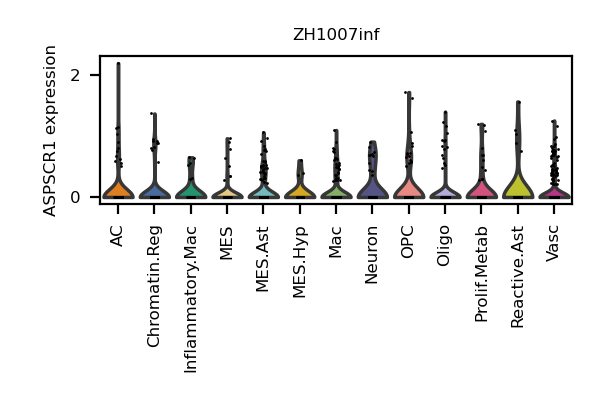 ZH1007inf
ASPSCR1 expression
2
0
AC
Chromatin.Reg
Inflammatory.Mac
MES
MES.Ast
MES.Hyp
Mac
Neuron
OPC
Oligo
Prolif.Metab
Reactive.Ast
Vasc